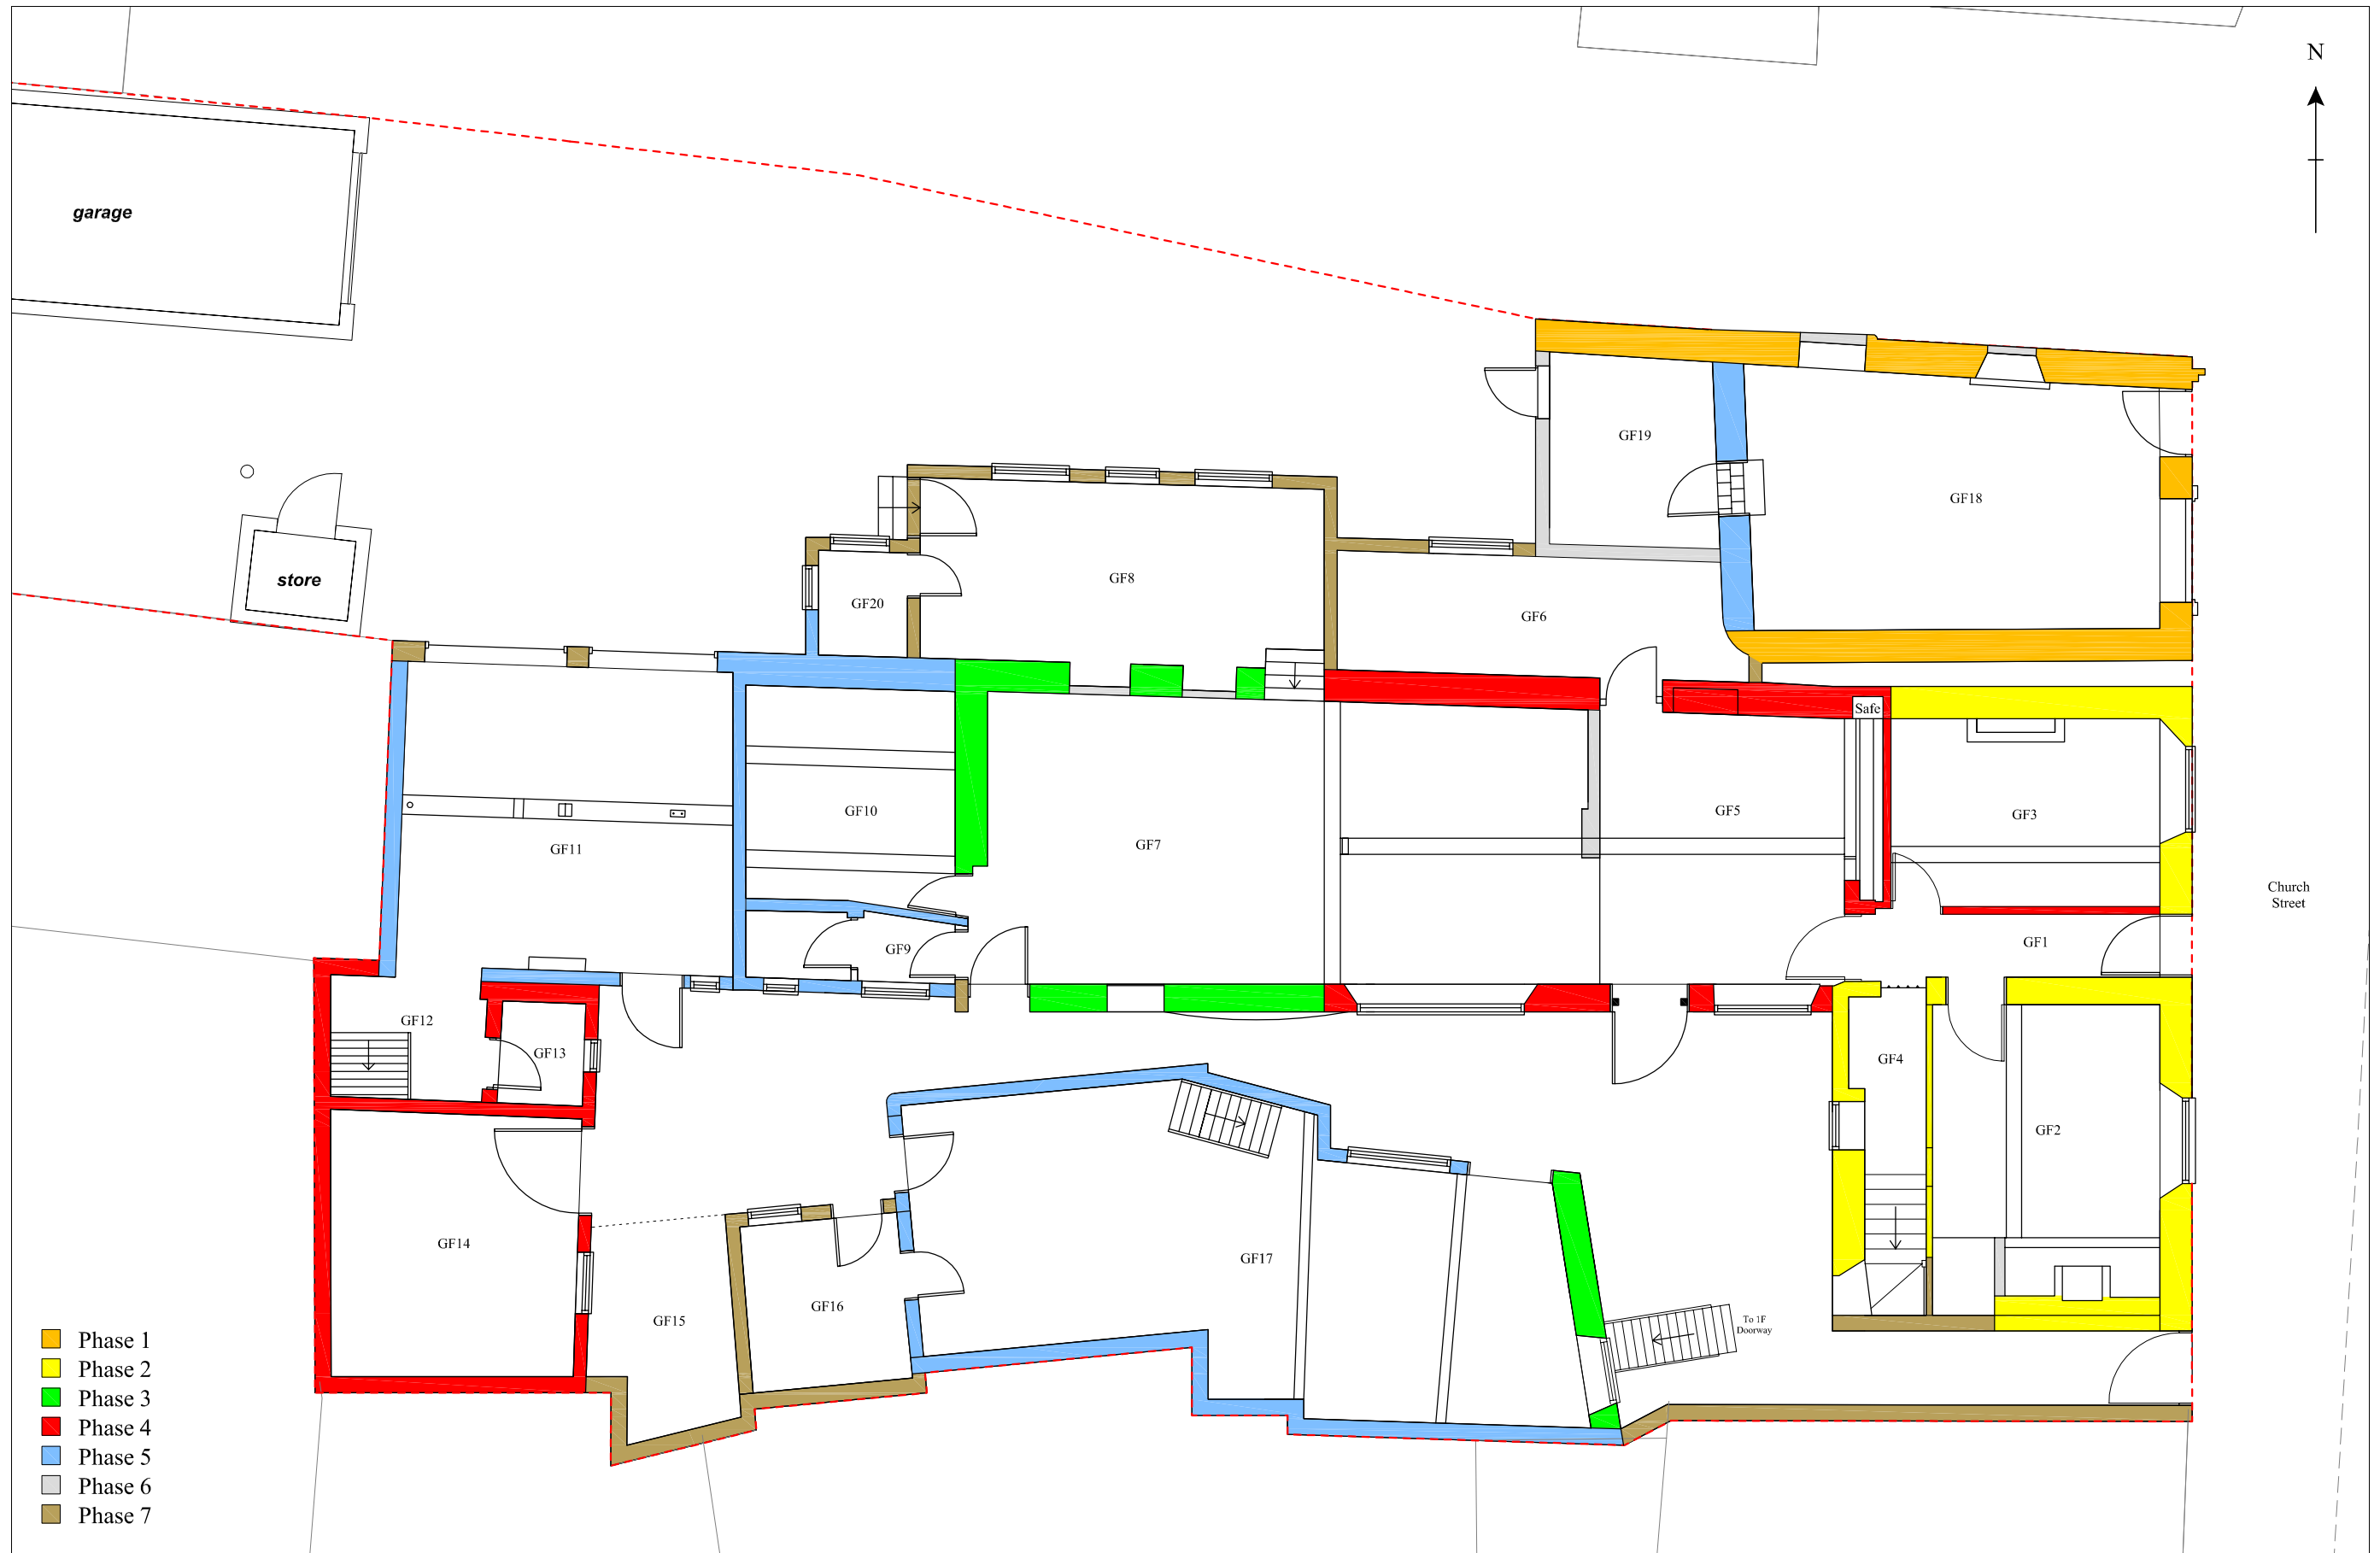 N
garage
GF19
GF18
store
GF8
GF20
GF6
Safe
GF10
GF5
GF3
GF7
GF11
Church
Street
GF9
GF1
GF12
GF13
GF4
GF2
GF14
GF17
GF16
GF15
To 1F
Doorway
Phase 1
Phase 2
Phase 3
Phase 4
Phase 5
Phase 6
Phase 7